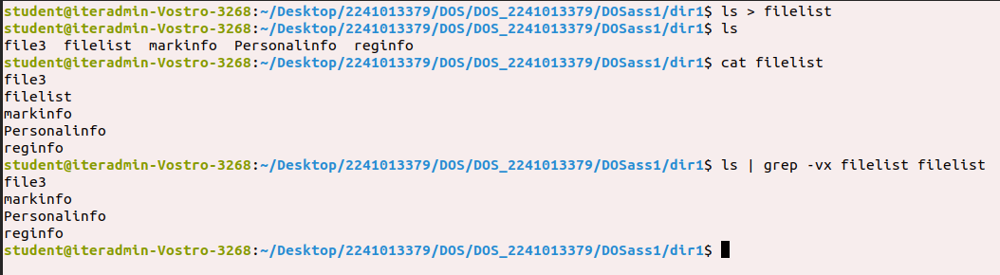 student@iteradmin-Vostro-3268:~/Desktop/2241013379/DOS/DOS_2241013379/DOSass1/dir1$ ls > filelist
student@iteradmin-Vostro-3268:~/Desktop/2241013379/DOS/DOS_2241013379/DOSass1/dir1$ ls
file3  filelist  markinfo  Personalinfo  reginfo
student@iteradmin-Vostro-3268:~/Desktop/2241013379/DOS/DOS_2241013379/DOSass1/dir1$ cat filelist
file3
filelist
markinfo
Personalinfo
reginfo
student@iteradmin-Vostro-3268:~/Desktop/2241013379/DOS/DOS_2241013379/DOSass1/dir1$ ls | grep -vx filelist filelist
file3
markinfo
Personalinfo
reginfo
student@iteradmin-Vostro-3268:~/Desktop/2241013379/DOS/DOS_2241013379/DOSass1/dir1$